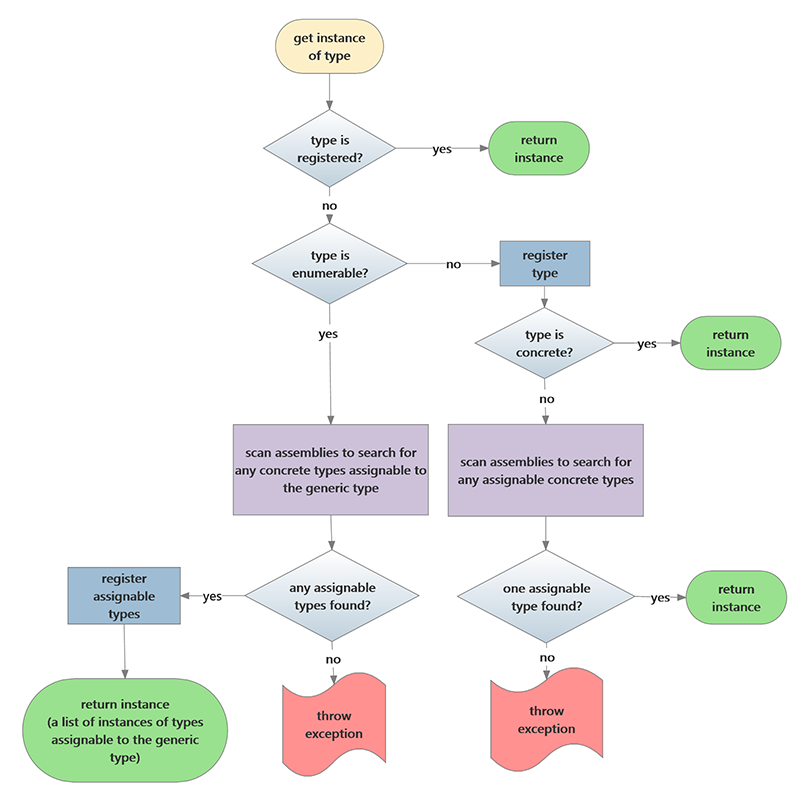 get instance
of type
type is
registered?
yes
return
instance
no
type is
enumerable?
no
register
type
yes
type is
concrete?
yes
return
instance
no
scan assemblies to search for
any concrete types assignable to
the generic type
scan assemblies to search for
any assignable concrete types
register
assignable
types
yes
any assignable
types found?
one assignable
type found?
yes
return
instance
no
no
return instance
(a list of instances of types
assignable to the generic
type)
throw
exception
throw
exception